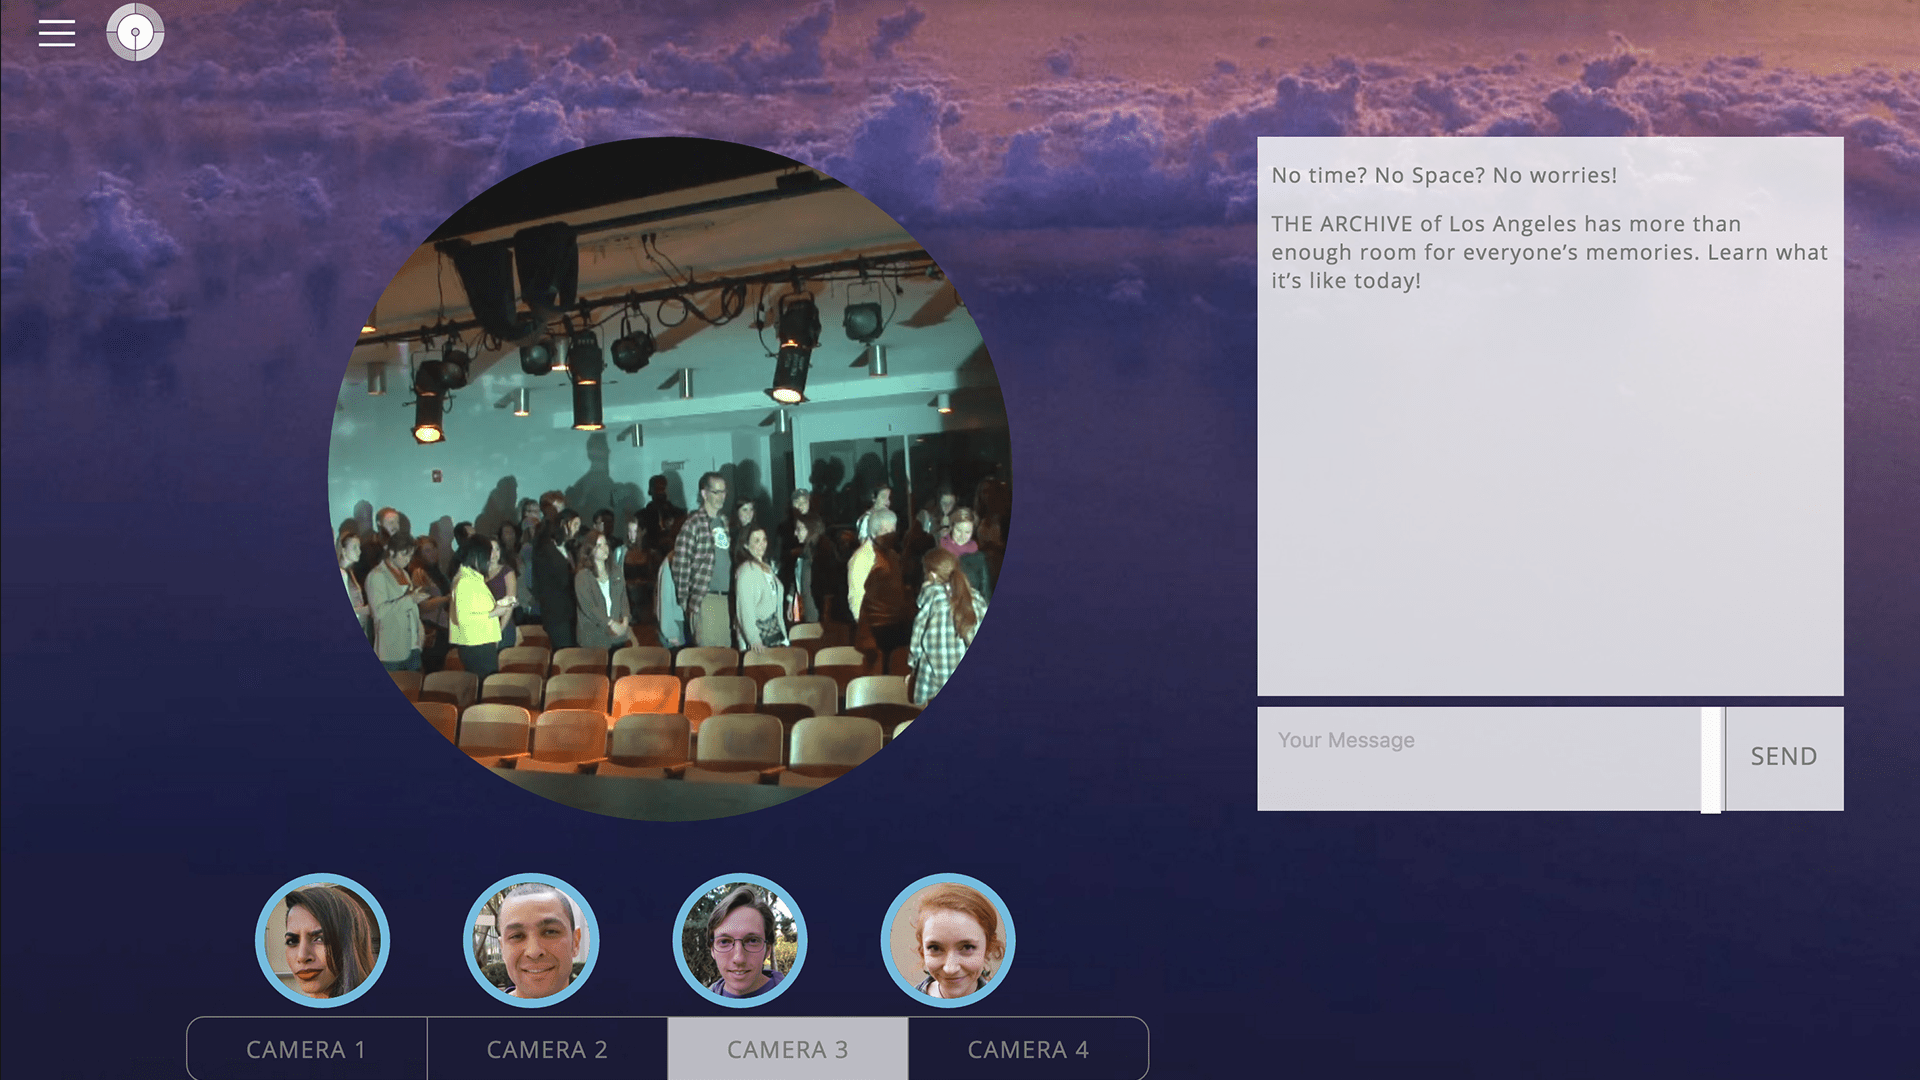 No time? No Space? No worries!
THE ARCHIVE of Los Angeles has more than
enough room for everyone’s memories. Learn what
it’s like today!
Your Message
SEND
CAMERA 1
CAMERA 2
CAMERA 3
CAMERA 4